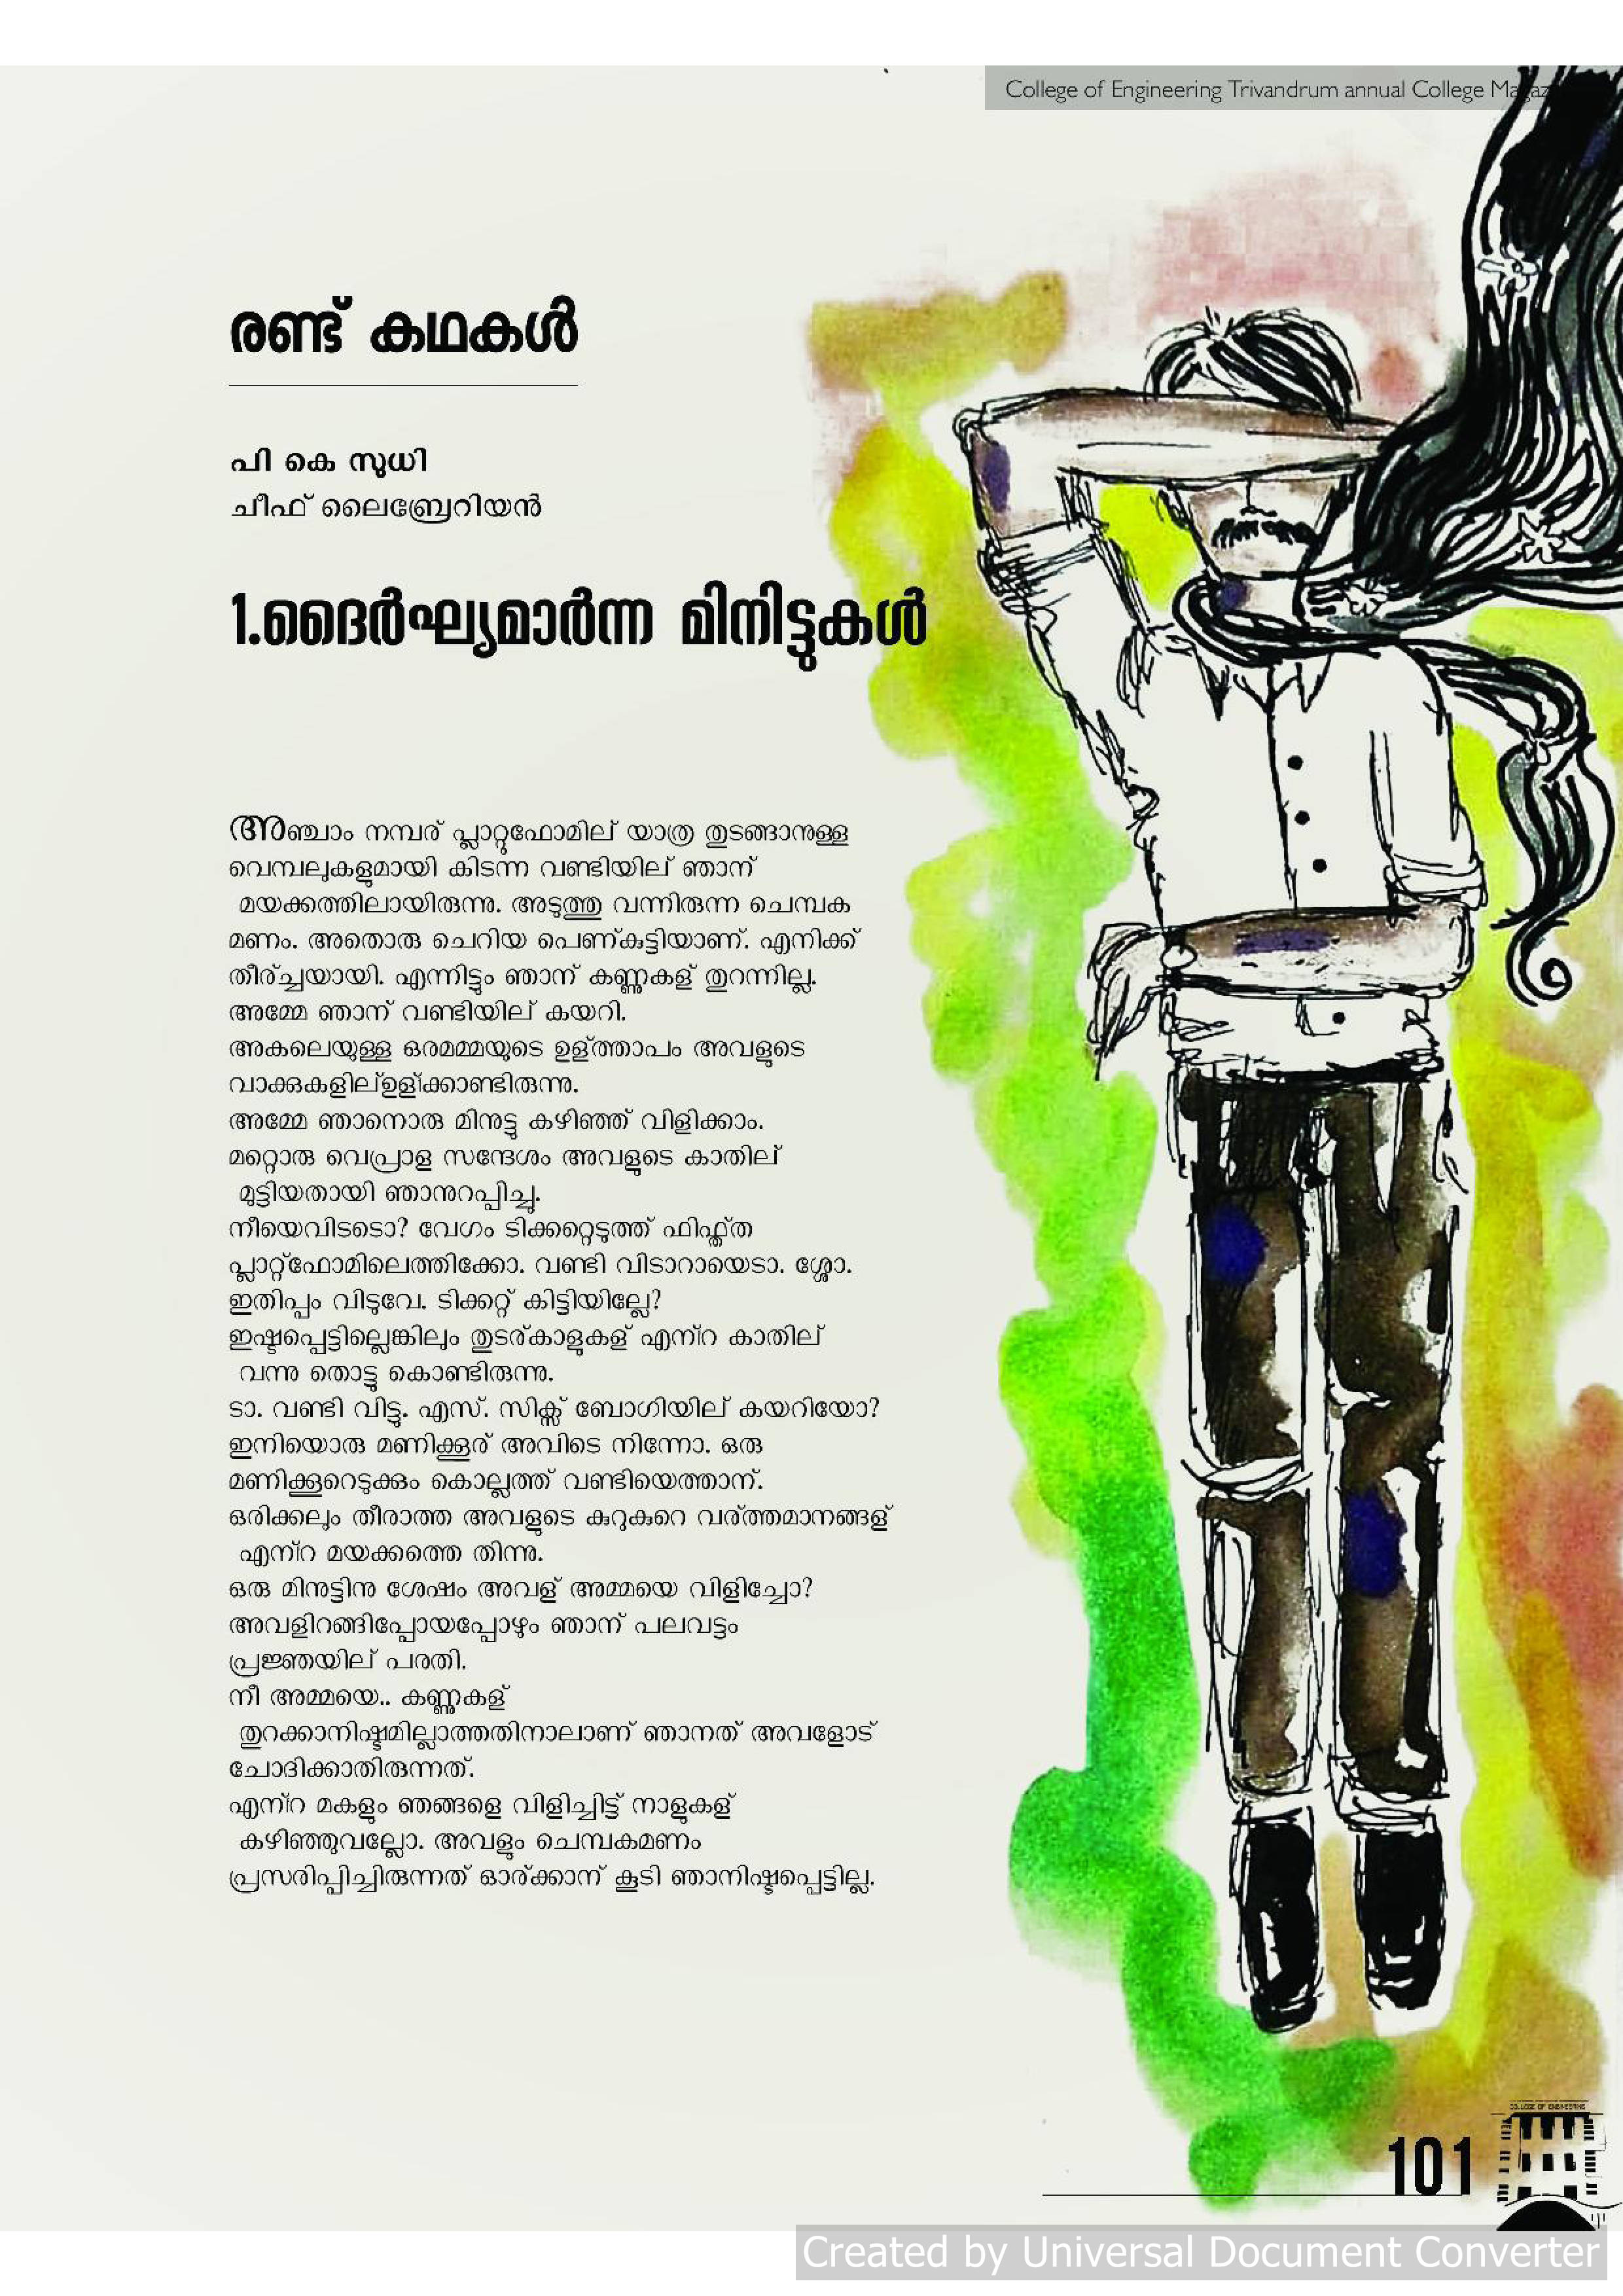 College of Engineering Trivandrum annual College Magaz
രണ്ട് കഥകൾ
പി കെ സുധി
ചീഫ് ലൈബ്രേറിയൻ
1.ദൈർഘ്യമാർന്ന മിനിട്ടുകൾ
അഞ്ചാം നമ്പര് പ്ലാറ്റുഫോമില് യാത്ര തുടങ്ങാനുള്ള
വെമ്പലുകളുമായി കിടന്ന വണ്ടിയില് ഞാന്
മയക്കത്തിലായിരുന്നു. അടുത്തു വന്നിരുന്ന ചെമ്പക
മണം. അതൊരു ചെറിയ പെണ്കുട്ടിയാണ്. എനിക്ക്
തീര്ച്ചയായി. എന്നിട്ടും ഞാന് കണ്ണുകള് തുറന്നില്ല.
അമ്മേ ഞാന് വണ്ടിയില് കയറി.
അകലെയുള്ള ഒരമമ്മയുടെ ഉള്ത്താപം അവളുടെ
വാക്കുകളില്ഉള്ക്കൊണ്ടിരുന്നു.
അമ്മേ ഞാനൊരു മിനുട്ടു കഴിഞ്ഞ് വിളിക്കാം.
മറ്റൊരു വെപ്രാള സന്ദേശം അവളുടെ കാതില്
മുട്ടിയതായി ഞാനുറപ്പിച്ചു.
നീയെവിടടൊ? വേഗം ടിക്കറ്റെടുത്ത് ഫിഫ്ത്ത
പ്ലാറ്റ്ഫോമിലെത്തിക്കോ. വണ്ടി വിടാറായെടാ. ശ്ശോ.
ഇതിപ്പം വിടുവേ. ടിക്കറ്റ് കിട്ടിയില്ലേ?
ഇഷ്ടപ്പെട്ടില്ലെങ്കിലും തുടര്കാളുകള് എന്റ കാതില്
വന്നു തൊട്ടു കൊണ്ടിരുന്നു.
ടാ. വണ്ടി വിട്ടു. എസ്. സിക്സ് ബോഗിയില് കയറിയോ?
ഇനിയൊരു മണിക്കൂര് അവിടെ നിന്നോ. ഒരു
മണിക്കൂറെടുക്കും കൊല്ലത്ത് വണ്ടിയെത്താന്.
ഒരിക്കലും തീരാത്ത അവളുടെ കുറുകുറെ വര്ത്തമാനങ്ങള്
എന്റ മയക്കത്തെ തിന്നു.
ഒരു മിനുട്ടിനു ശേഷം അവള് അമ്മയെ വിളിച്ചോ?
അവളിറങ്ങിപ്പോയപ്പോഴും ഞാന് പലവട്ടം
പ്രജ്ഞയില് പരതി.
നീ അമ്മയെ.. കണ്ണുകള്
തുറക്കാനിഷ്ടമില്ലാത്തതിനാലാണ് ഞാനത് അവളോട്
ചോദിക്കാതിരുന്നത്.
എന്റ മകളും ഞങ്ങളെ വിളിച്ചിട്ട് നാളുകള്
കഴിഞ്ഞുവല്ലോ. അവളും ചെമ്പകമണം
പ്രസരിപ്പിച്ചിരുന്നത് ഓര്ക്കാന് കൂടി ഞാനിഷ്ടപ്പെട്ടില്ല.
COLLEGE OF ENGINEERING
101
Created by Universal Document Converter